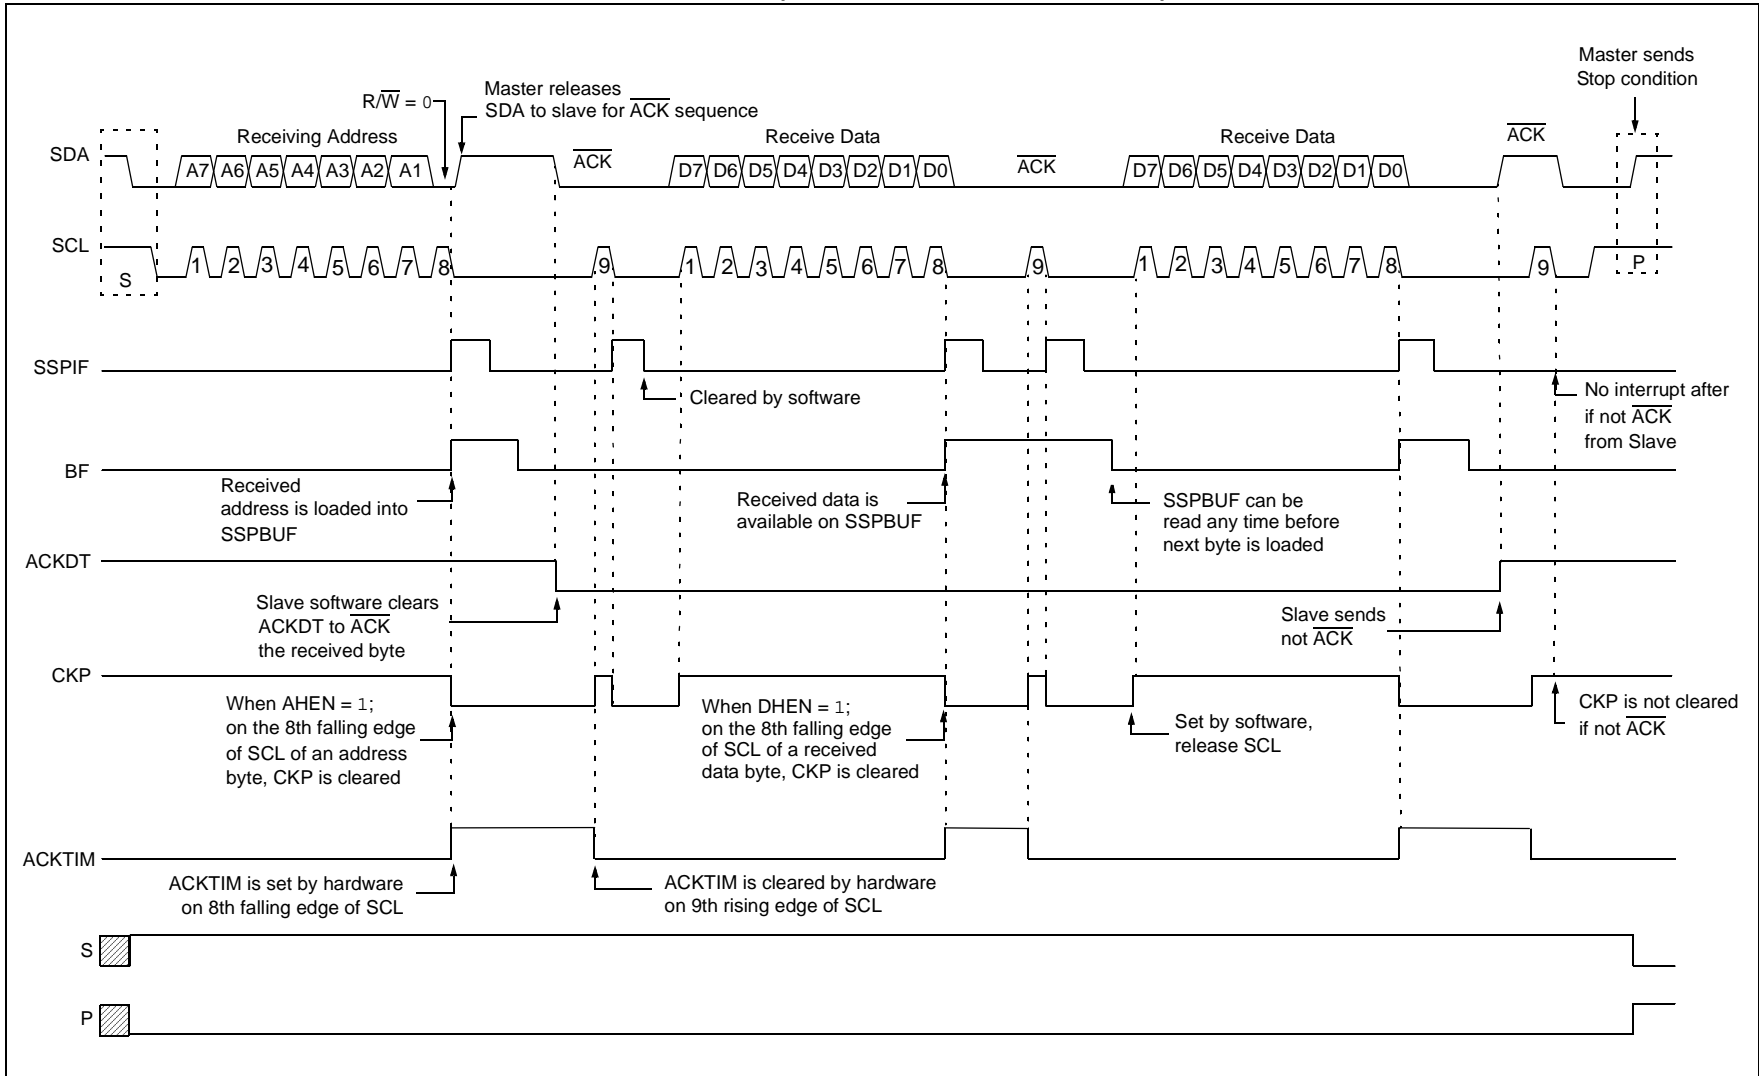 Master sends
Stop condition
Master releases
SDA to slave for ACK sequence
R/W = 0
Receiving Address
Receive Data
Receive Data
ACK
SDA
A7 A6 A5 A4 A3 A2 A1
ACK
D7 D6 D5 D4 D3 D2 D1 D0
ACK
D7 D6 D5 D4 D3 D2 D1 D0
SCL
S
1 2 3 4 5 6 7 8 9 1 2 3 4 5 6 7 8 9 1 2 3 4 5 6 7 8 9
P
SSPIF
Cleared by software
No interrupt after
if not ACK
from Slave
BF
Received
address is loaded into
SSPBUF
Received data is
available on SSPBUF
SSPBUF can be
read any time before
next byte is loaded
ACKDT
Slave software clears
ACKDT to ACK
the received byte
Slave sends
not ACK
CKP
When AHEN = 1;
on the 8th falling edge
of SCL of an address
byte, CKP is cleared
When DHEN = 1;
on the 8th falling edge
of SCL of a received
data byte, CKP is cleared
Set by software,
release SCL
CKP is not cleared
if not ACK
ACKTIM
ACKTIM is set by hardware
on 8th falling edge of SCL
ACKTIM is cleared by hardware
on 9th rising edge of SCL
S
P